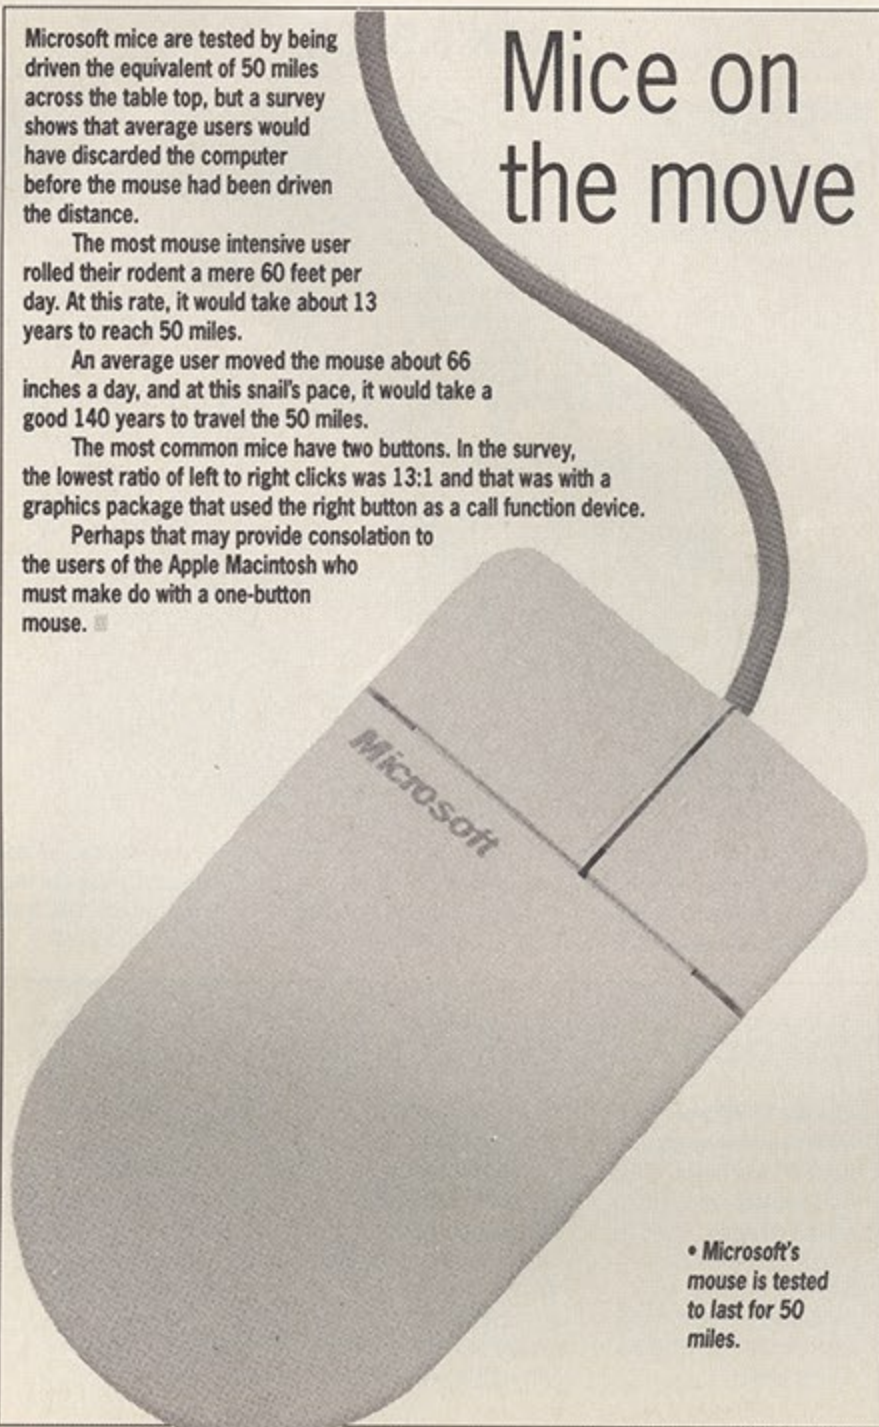 Mice on
the move
Microsoft mice are tested by being
driven the equivalent of 50 miles
across the table top, but a survey
shows that average users would
have discarded the computer
before the mouse had been driven
the distance.
The most mouse intensive user
rolled their rodent a mere 60 feet per
day. At this rate, it would take about 13
years to reach 50 miles.
An average user moved the mouse about 66
inches a day, and at this snail's pace, it would take a
good 140 years to travel the 50 miles.
The most common mice have two buttons. In the survey,
the lowest ratio of left to right clicks was 13:1 and that was with a
graphics package that used the right button as a call function device.
Perhaps that may provide consolation to
the users of the Apple Macintosh who
must make do with a one-button
mouse.
Microsoft
• Microsoft's
mouse is tested
to last for 50
miles.